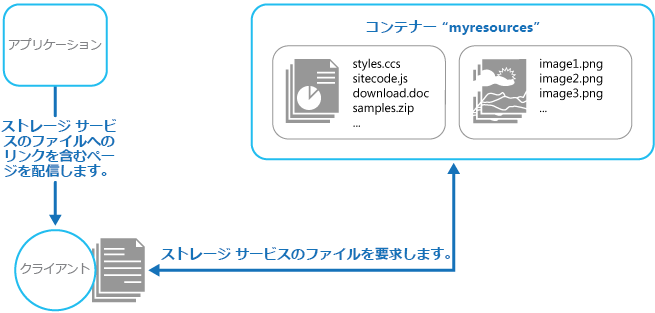 アプリケーション
コンテナー “myresources”
styles.ccs
sitecode.js
download.doc
samples.zip
...
image1.png
image2.png
image3.png
...
ストレージ サービ
スのファイルへの
リンクを含むペー
ジを配信します。
クライアント
ストレージ サービスのファイルを要求します。